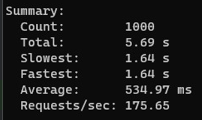 Summary:
Count: 1000
Total: 5.69 s
Slowest: 1.64 s
Fastest: 1.64 s
Average: 534.97 ms
Requests/sec: 175.65